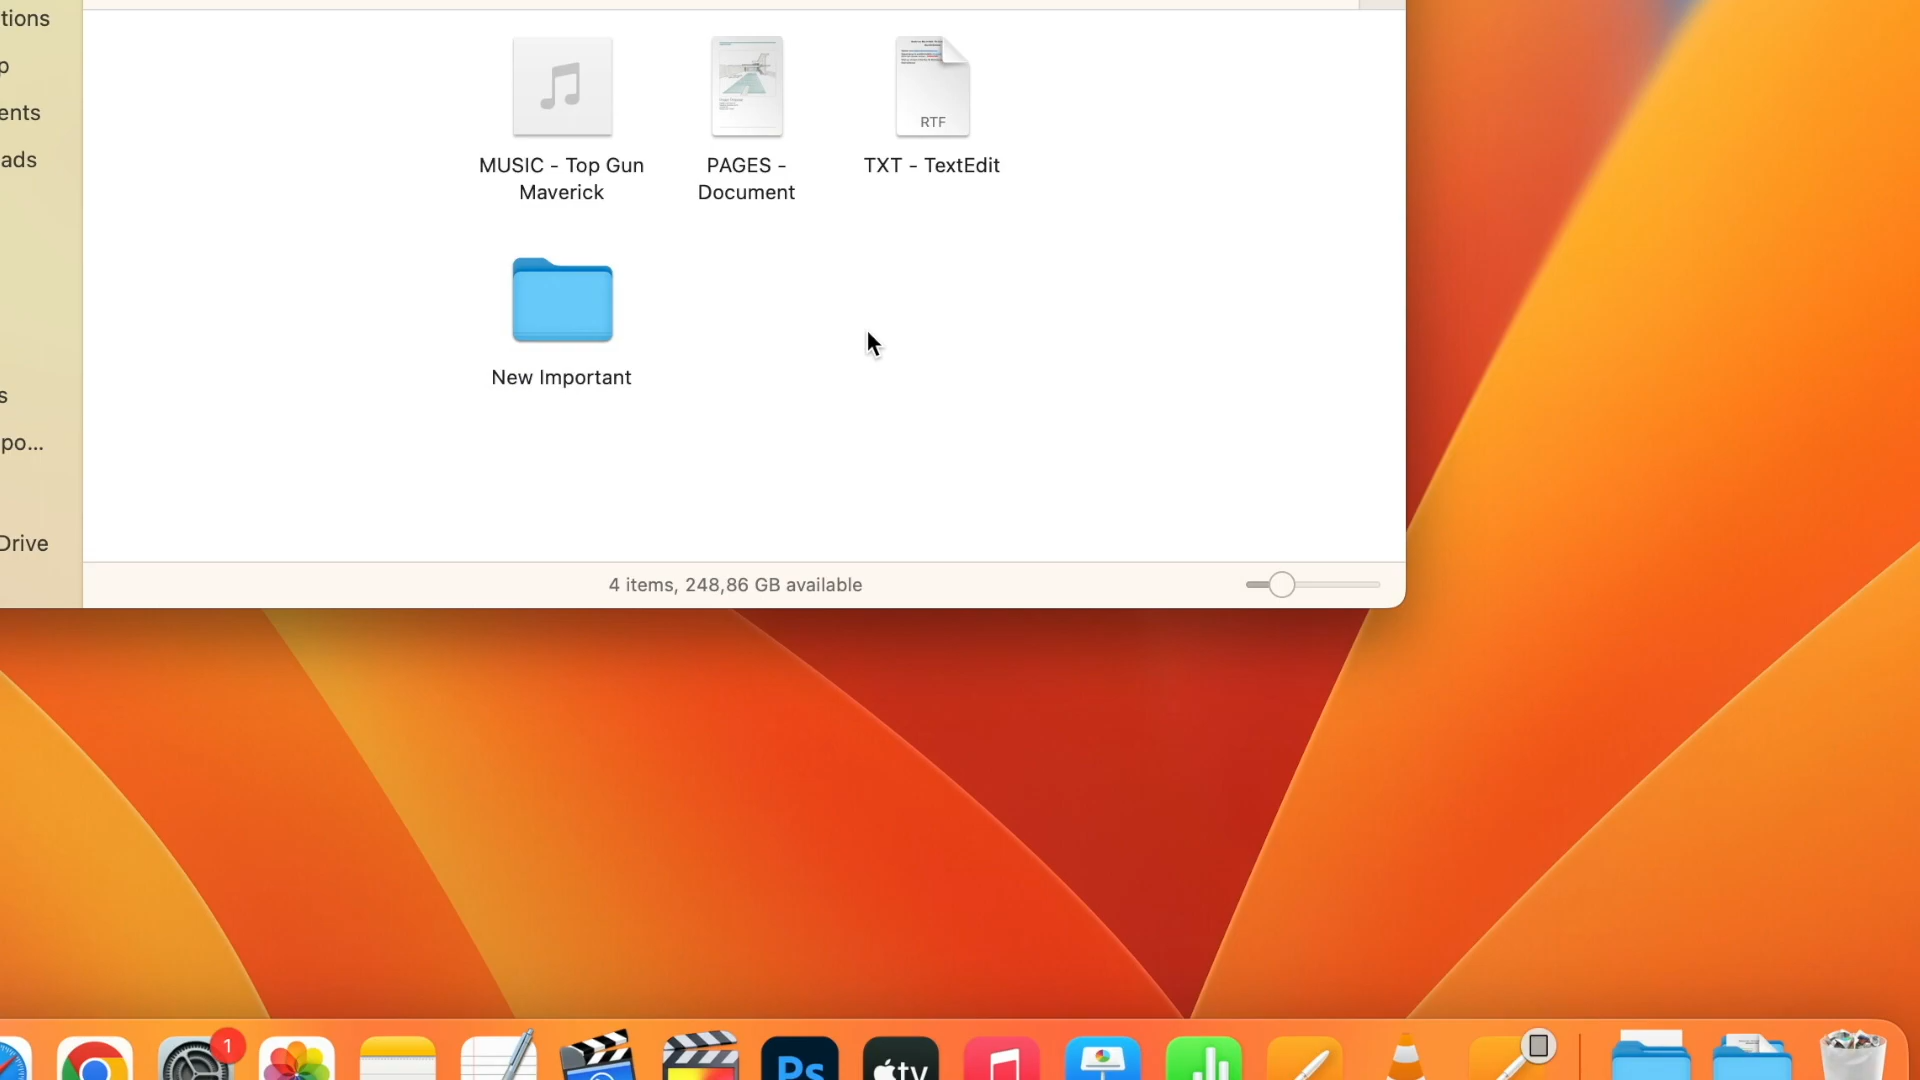 tions
p
ents
ads
s
po...
Drive
RTF
MUSIC - Top Gun
Maverick
PAGES -
Document
TXT - TextEdit
New Important
4 items, 248,86 GB available
1
Ps
tv